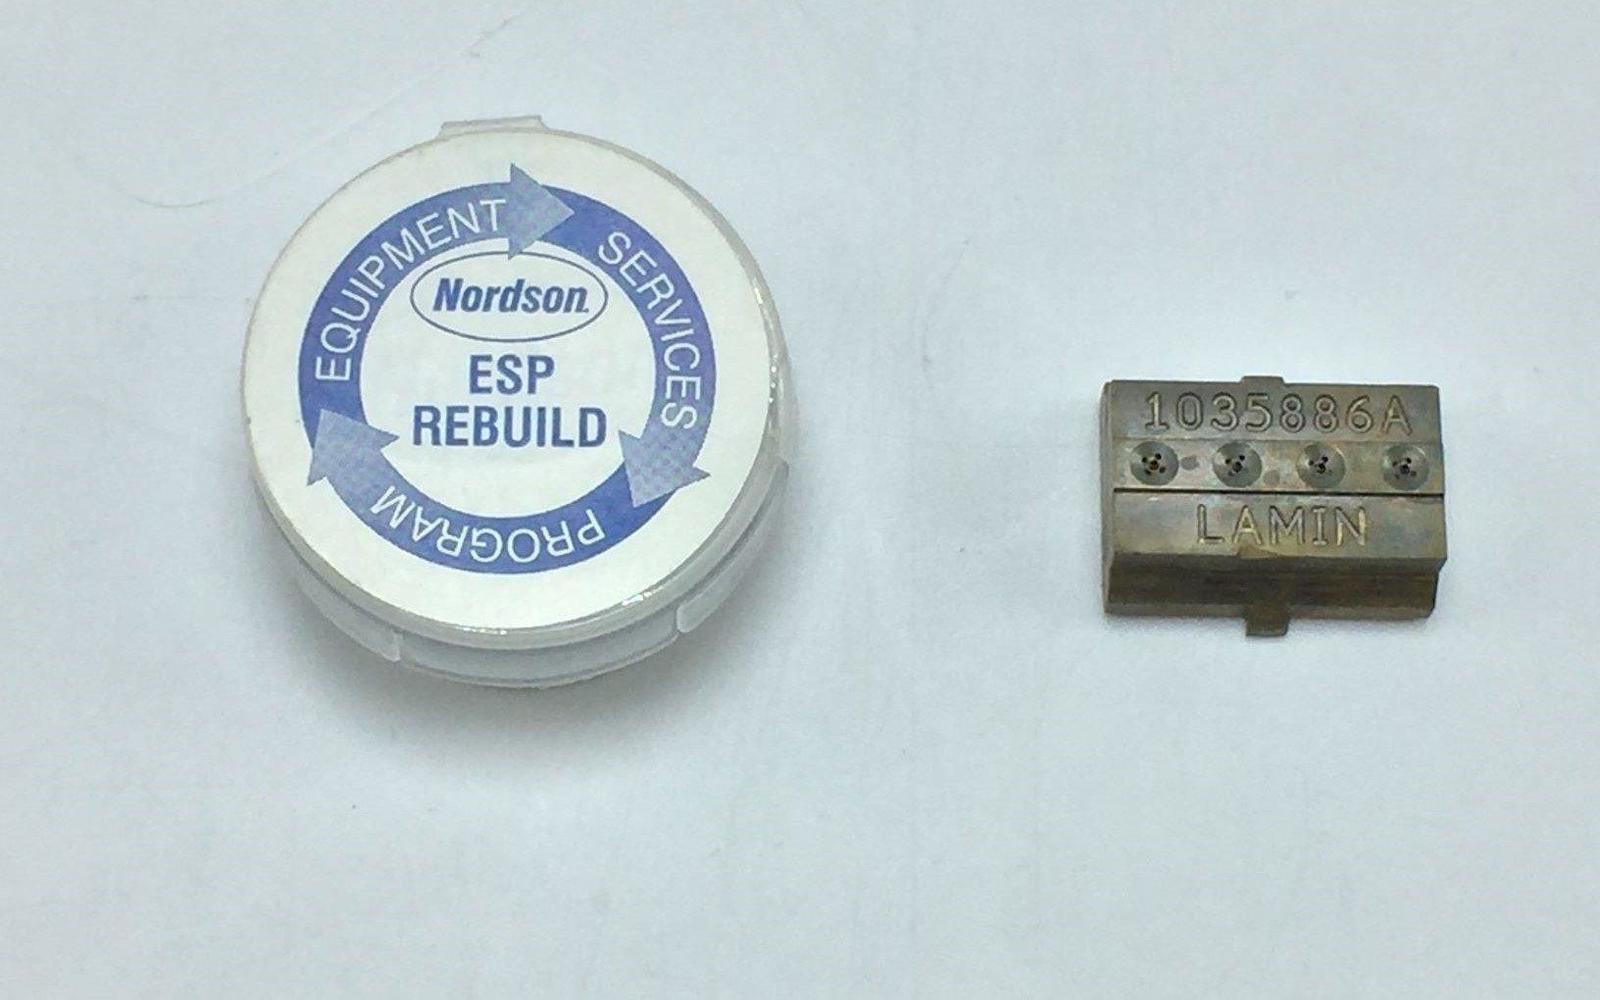 EQUIPMENT
SERVICES
PROGRAM
Nordson.
ESP
REBUILD
1035886A
LAMIN